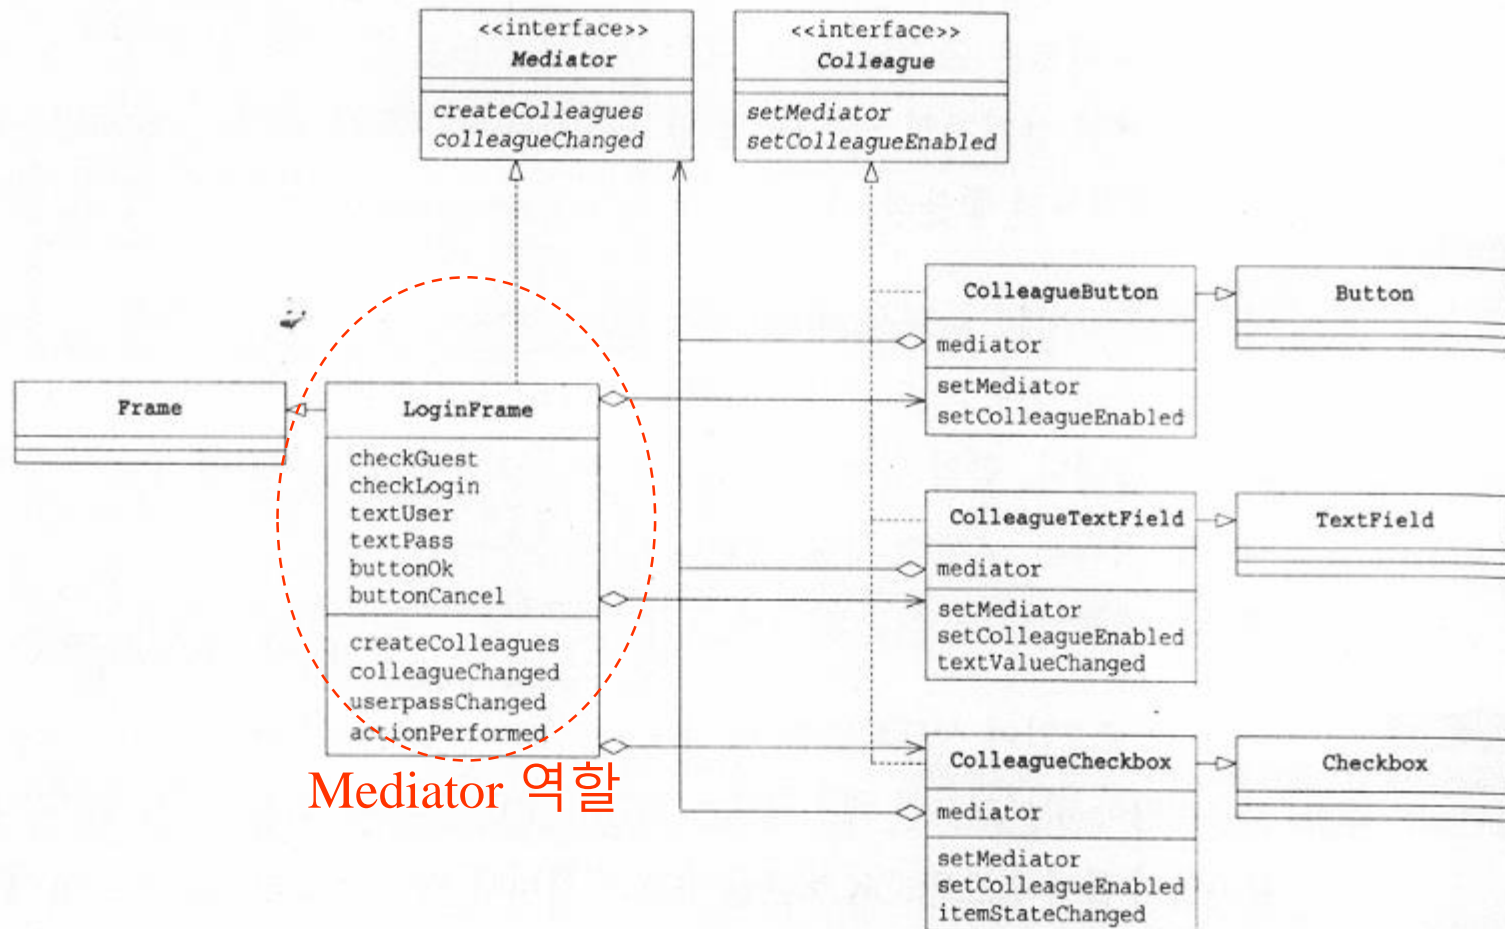 <<interface>>
Mediator
createColleagues
colleagueChanged
<<interface>>
Colleague
setMediator
setColleagueEnabled
Frame
LoginFrame
checkGuest
checkLogin
textUser
textPass
buttonOk
buttonCancel
createColleagues
colleagueChanged
userpassChanged
actionPerformed
Mediator 역할
ColleagueButton
mediator
setMediator
setColleagueEnabled
Button
ColleagueTextField
mediator
setMediator
setColleagueEnabled
textValueChanged
TextField
ColleagueCheckbox
mediator
setMediator
setColleagueEnabled
itemStateChanged
Checkbox